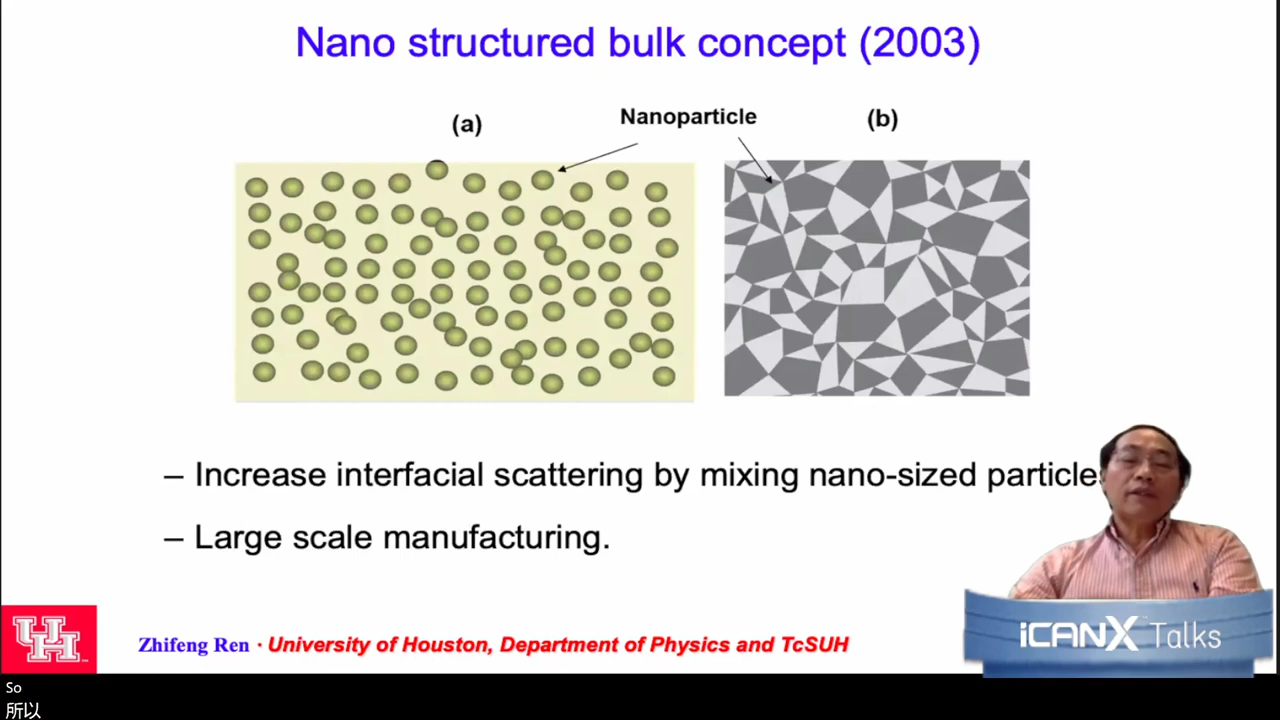 Nano structured bulk concept (2003)
(a)
Nanoparticle
(b)
– Increase interfacial scattering by mixing nano-sized particle
– Large scale manufacturing.
UH
Zhifeng Ren · University of Houston, Department of Physics and TcSUH
iCANX Talks
So
所以